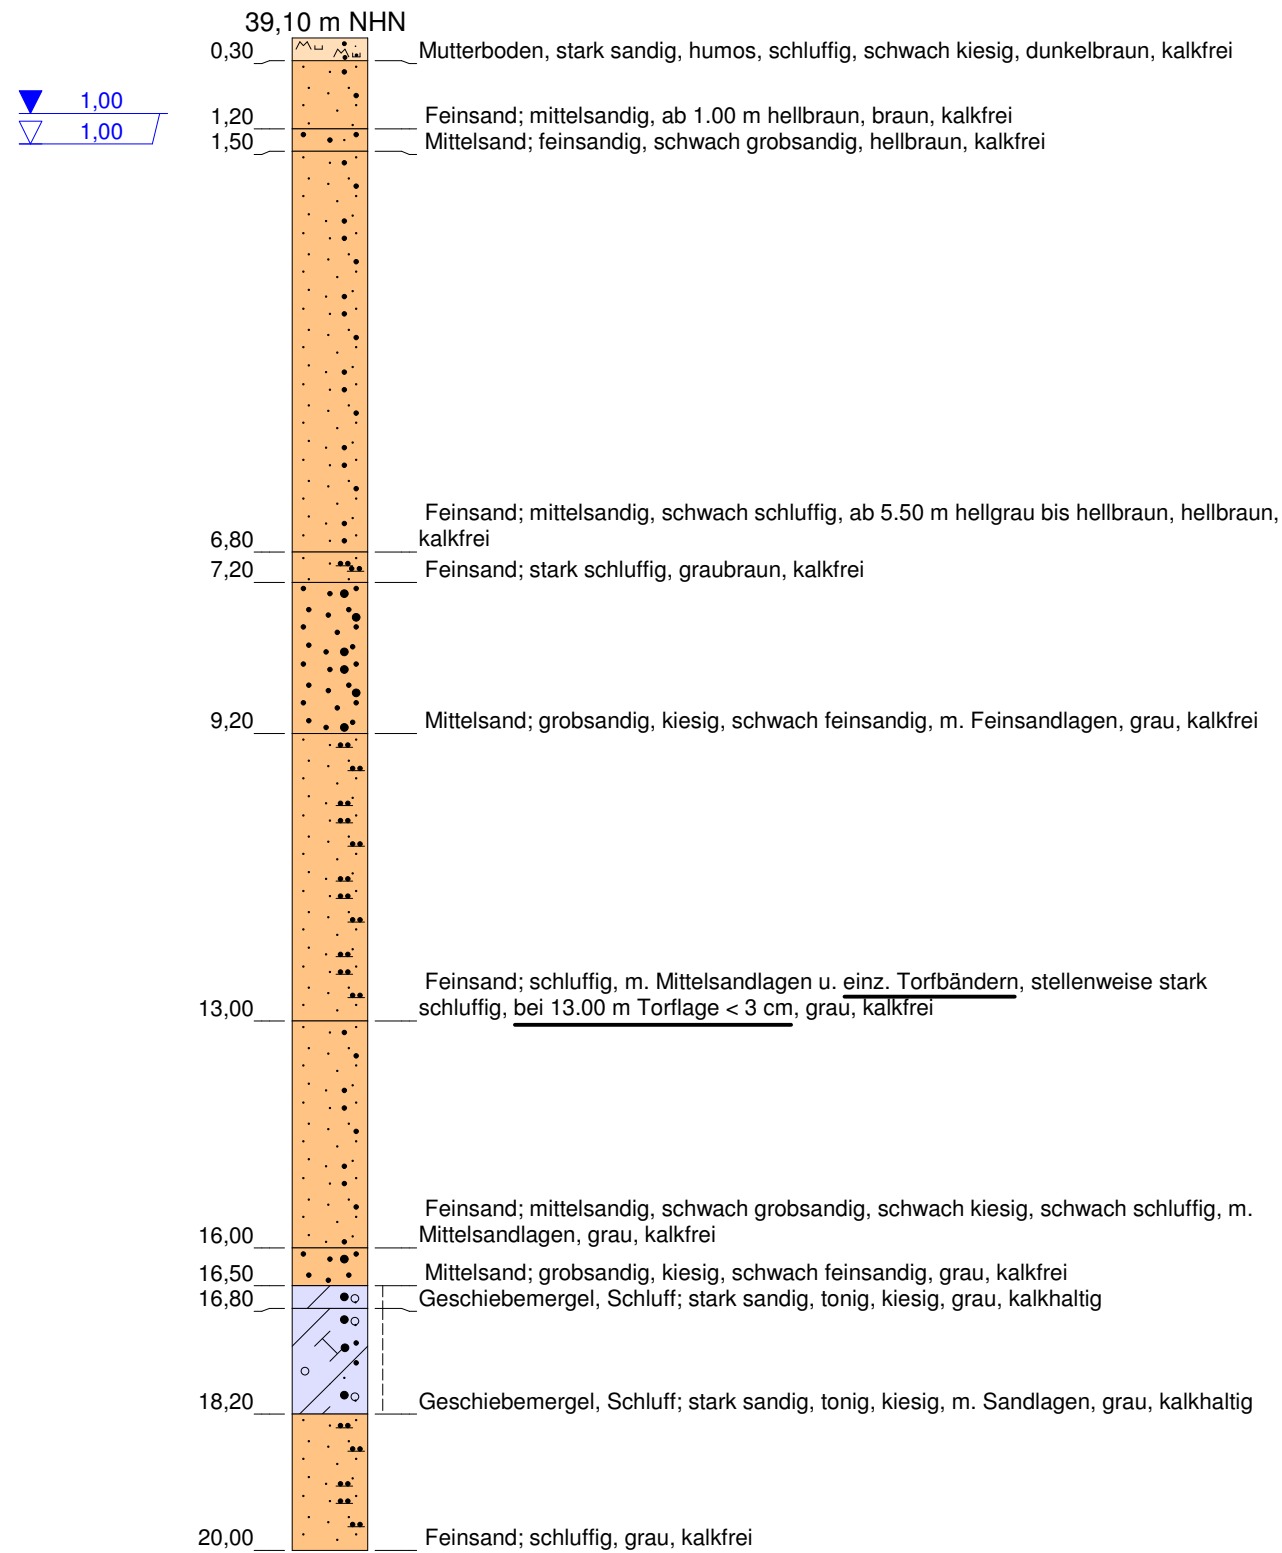 39,10 m NHN
0,30 Mutterboden, stark sandig, humos, schluffig, schwach kiesig, dunkelbraun, kalkfrei
1,00
1,20 Feinsand; mittelsandig, ab 1.00 m hellbraun, braun, kalkfrei
1,00
1,50 Mittelsand; feinsandig, schwach grobsandig, hellbraun, kalkfrei
Feinsand; mittelsandig, schwach schluffig, ab 5.50 m hellgrau bis hellbraun, hellbraun,
6,80 kalkfrei
7,20 Feinsand; stark schluffig, graubraun, kalkfrei
9,20 Mittelsand; grobsandig, kiesig, schwach feinsandig, m. Feinsandlagen, grau, kalkfrei
Feinsand; schluffig, m. Mittelsandlagen u. einz. Torfbändern, stellenweise stark
13,00 schluffig, bei 13.00 m Torflage < 3 cm, grau, kalkfrei
Feinsand; mittelsandig, schwach grobsandig, schwach kiesig, schwach schluffig, m.
16,00 Mittelsandlagen, grau, kalkfrei
16,50 Mittelsand; grobsandig, kiesig, schwach feinsandig, grau, kalkfrei
16,80 Geschiebemergel, Schluff; stark sandig, tonig, kiesig, grau, kalkhaltig
18,20 Geschiebemergel, Schluff; stark sandig, tonig, kiesig, m. Sandlagen, grau, kalkhaltig
20,00 Feinsand; schluffig, grau, kalkfrei